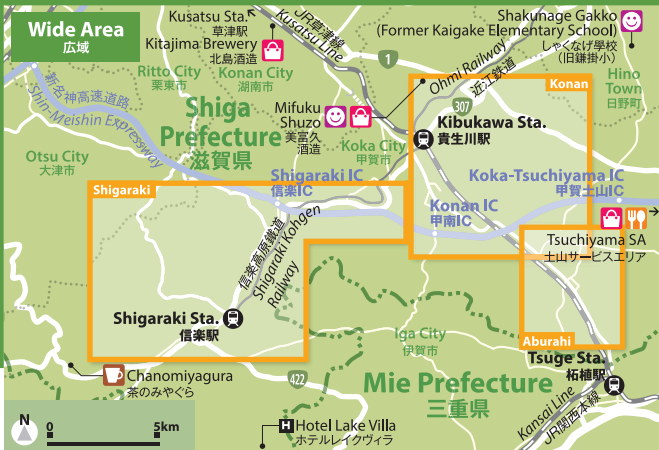 Wide Area
広域
Kusatsu Sta.
草津駅
Kitajima Brewery
北島酒造
JR草津線
Kusatsu Line
1
Shakunage Gakko
(Former Kaigake Elementary School)
しゃくなげ學校
(旧鎌掛小)
Ritto City
栗東市
Konan City
湖南市
Ohmi Railway
近江鉄道
307
Konan
Hino
Town
日野町
新名神高速道路
Shin-Meishin Expressway
Shiga
Prefecture
滋賀県
Mifuku
Shuzo
美冨久
酒造
Kibukawa Sta.
貴生川駅
Koka City
甲賀市
Otsu City
大津市
Shigaraki IC
信楽IC
Koka-Tsuchiyama IC
甲賀土山IC
Shigaraki
Konan IC
甲南IC
信楽高原鐵道
Shigaraki Kohgen
Railway
Tsuchiyama SA
土山サービスエリア
Shigaraki Sta.
信楽駅
Iga City
伊賀市
Aburahi
Tsuge Sta.
柘植駅
Chanomiyagura
茶のみやぐら
422
Mie Prefecture
三重県
Kansai Line
JR関西本線
N
0 5km
H Hotel Lake Villa
ホテルレイクヴィラ